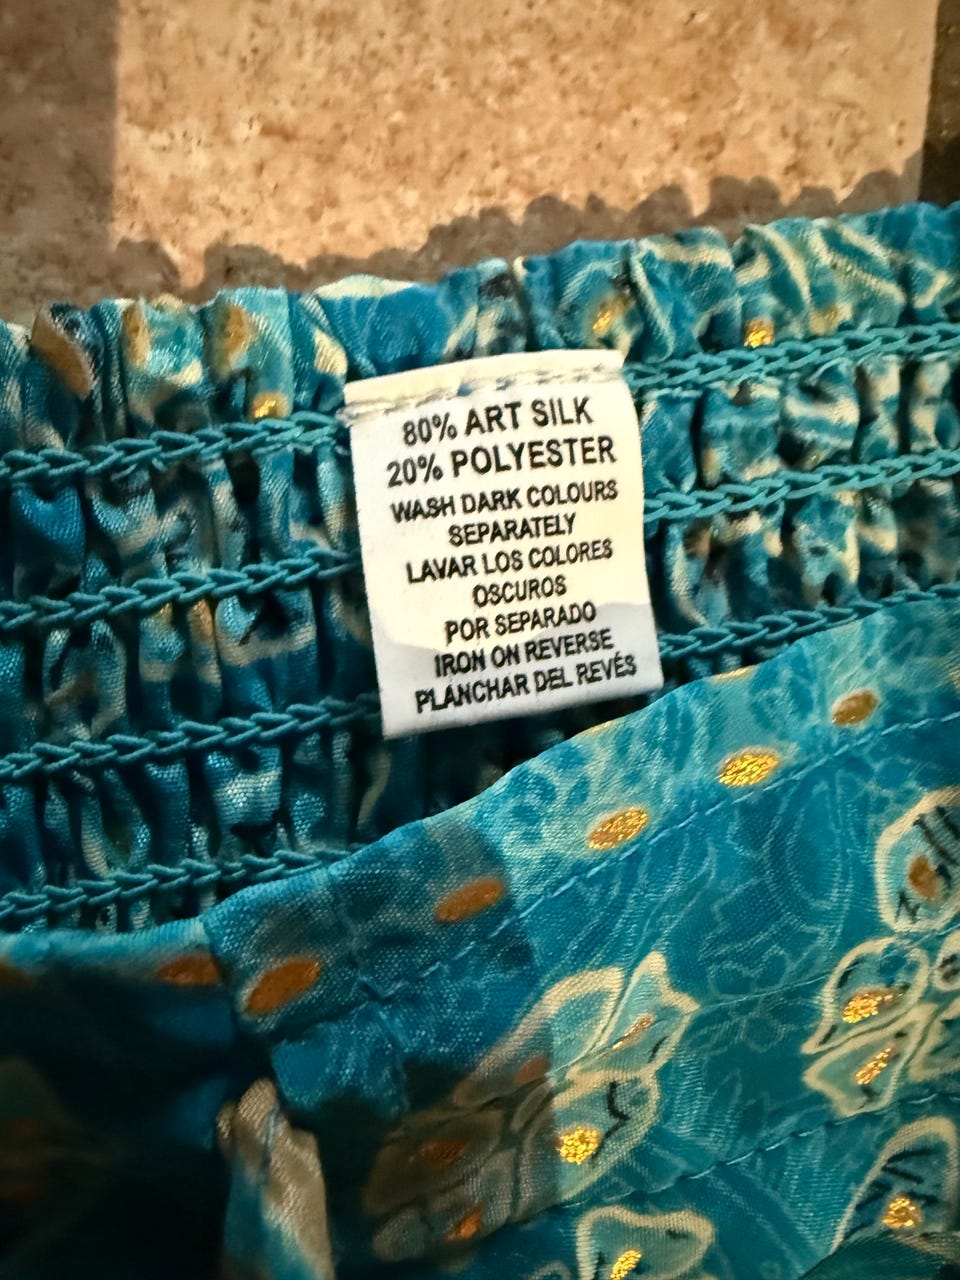 80% ART SILK
20% POLYESTER
WASH DARK COLOURS
SEPARATELY
LAVAR LOS COLORES
OSCUROS
POR SEPARADO
IRON ON REVERSE
PLANCHAR DEL REVÉS